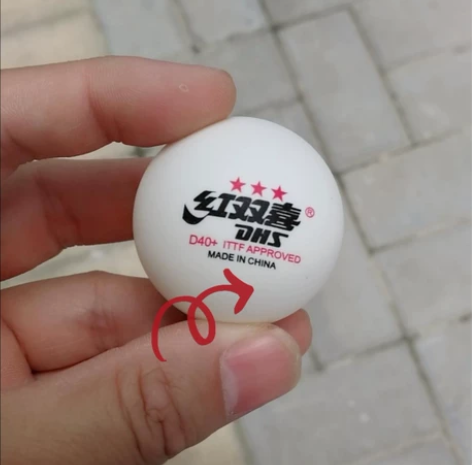 ★★★
红双喜®
DHS
D40+ ITTF APPROVED
MADE IN CHINA